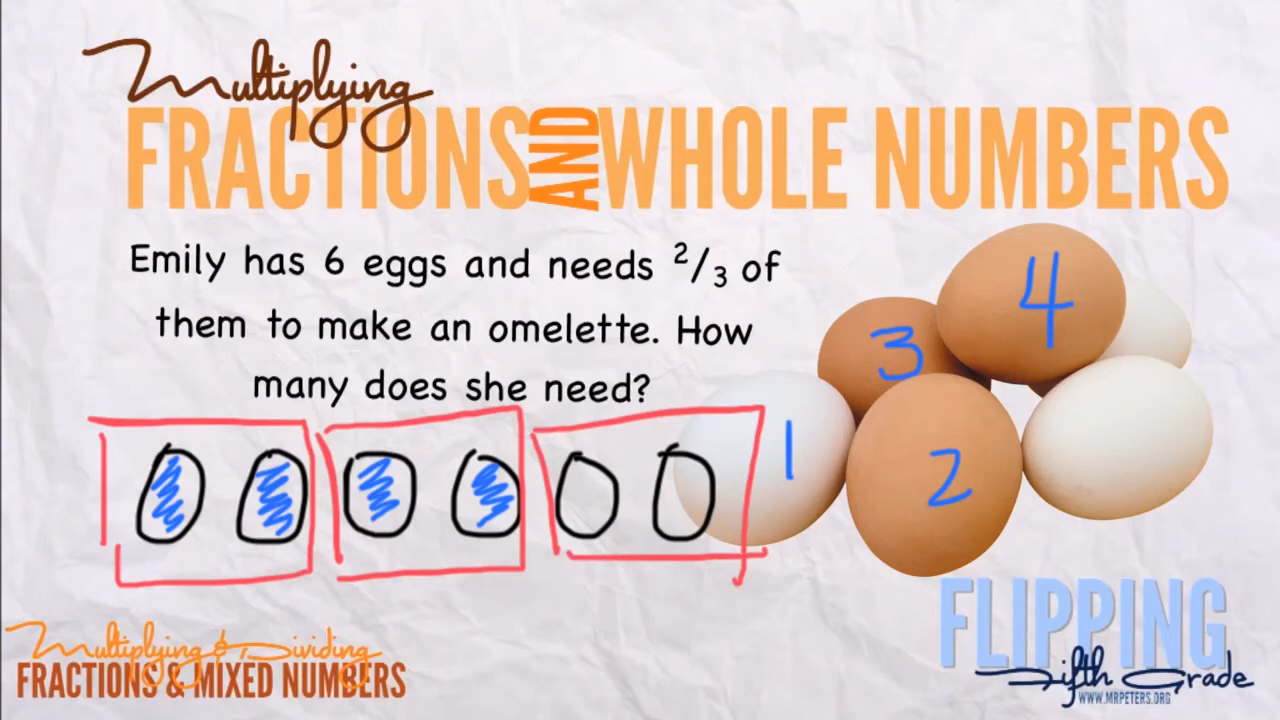 Multiplying
FRACTIONS AND WHOLE NUMBERS
Emily has 6 eggs and needs 2/3 of
them to make an omelette. How
many does she need?
4
3
1
2
FLIPPING
Fifth Grade
WWW.MRPETERS.ORG
Multiplying & Dividing
FRACTIONS & MIXED NUMBERS